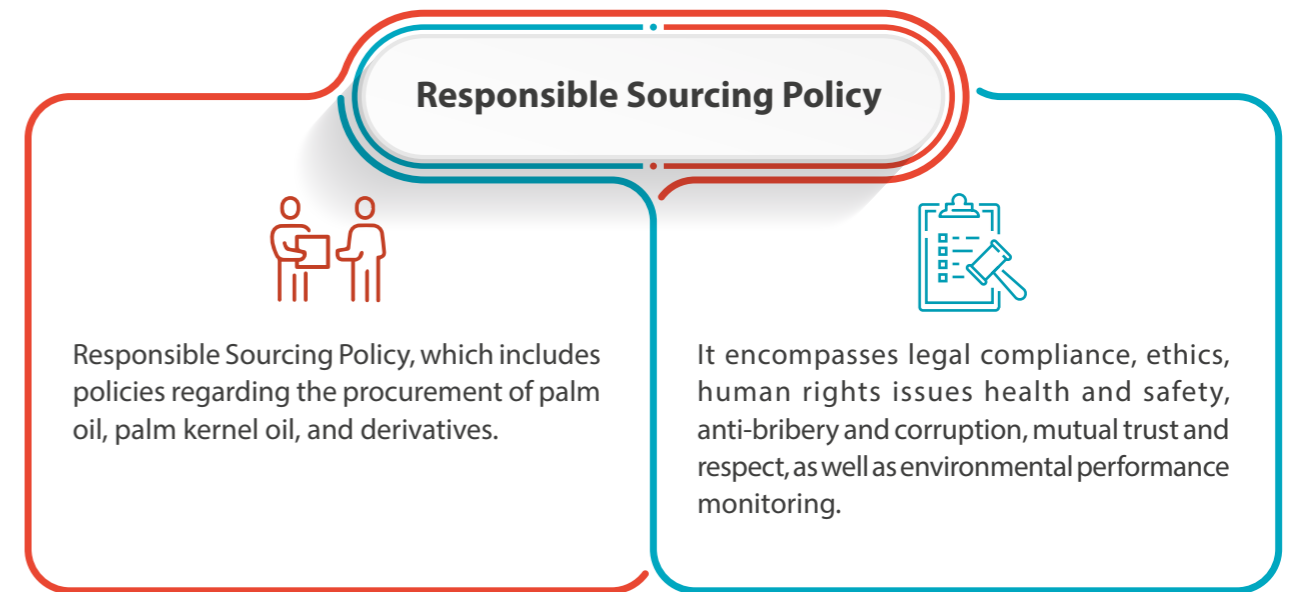 Responsible Sourcing Policy
Responsible Sourcing Policy, which includes
policies regarding the procurement of palm
oil, palm kernel oil, and derivatives.
It encompasses legal compliance, ethics,
human rights issues health and safety,
anti-bribery and corruption, mutual trust and
respect, as well as environmental performance
monitoring.